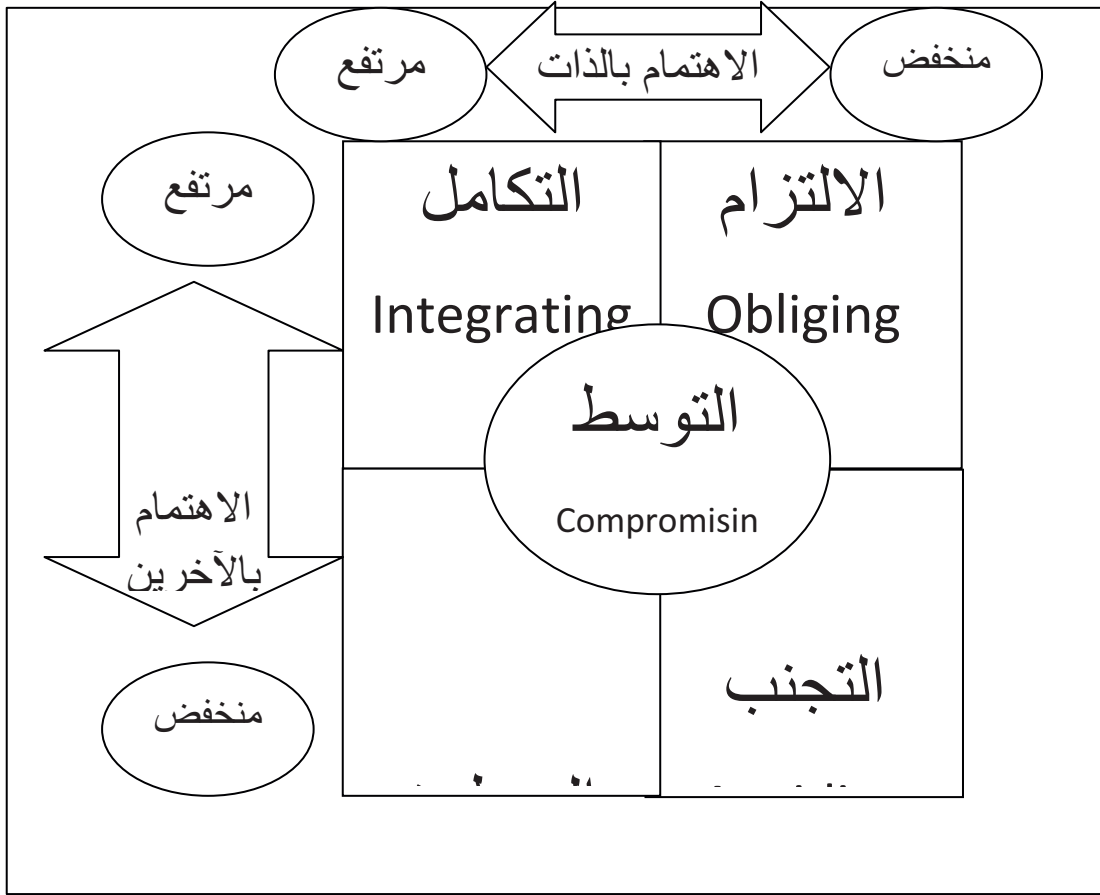 مرتفع
الاهتمام بالذات
منخفض
مرتفع
التكامل
الالتزام
Integrating
Obliging
التوسط
Compromisin
الاهتمام
بالآخرين
منخفض
التجنب